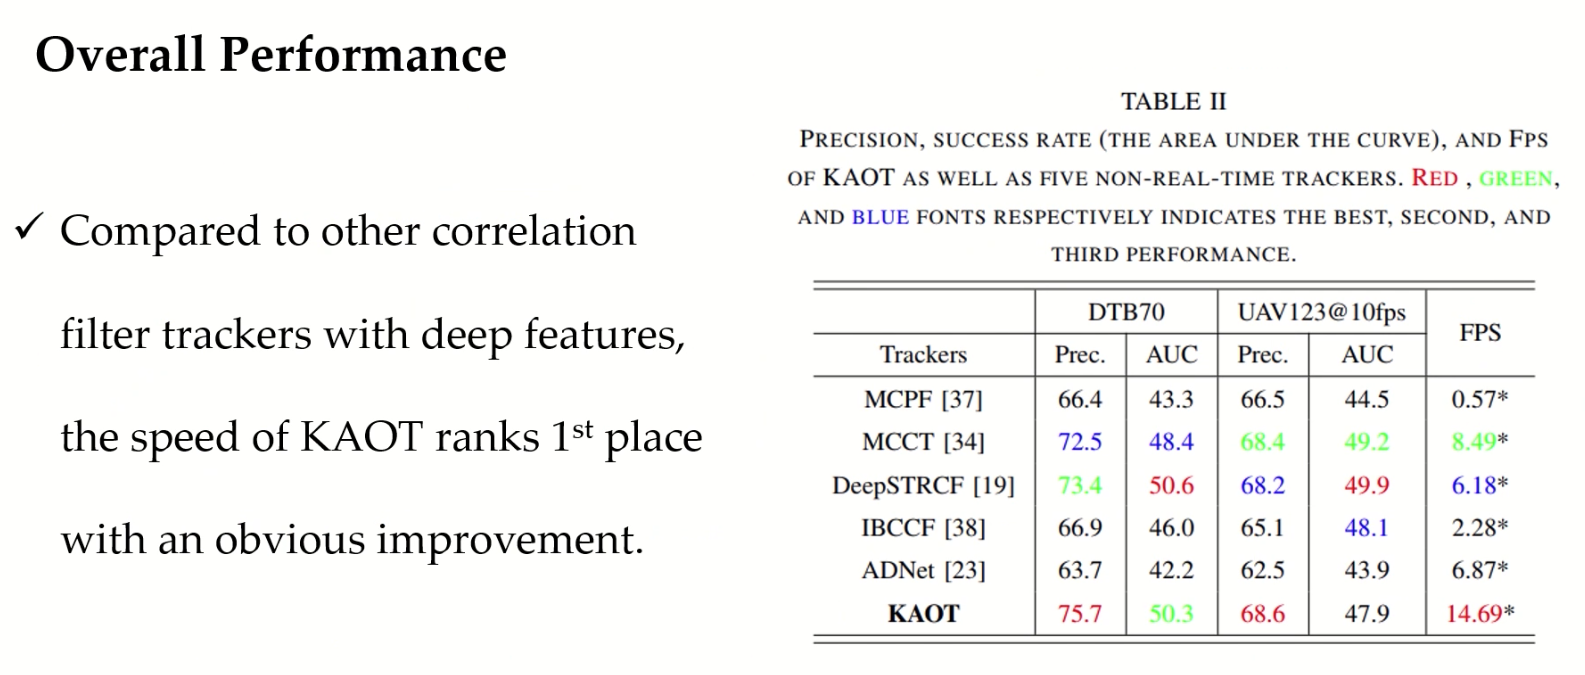 Overall Performance
✓ Compared to other correlation
filter trackers with deep features,
the speed of KAOT ranks 1st place
with an obvious improvement.
TABLE II
PRECISION, SUCCESS RATE (THE AREA UNDER THE CURVE), AND FPS
OF KAOT AS WELL AS FIVE NON-REAL-TIME TRACKERS. RED , GREEN,
AND BLUE FONTS RESPECTIVELY INDICATES THE BEST, SECOND, AND
THIRD PERFORMANCE.
DTB70 UAV123@10fps FPS
Trackers Prec. AUC Prec. AUC
MCPF [37] 66.4 43.3 66.5 44.5 0.57*
MCCT [34] 72.5 48.4 68.4 49.2 8.49*
DeepSTRCF [19] 73.4 50.6 68.2 49.9 6.18*
IBCCF [38] 66.9 46.0 65.1 48.1 2.28*
ADNet [23] 63.7 42.2 62.5 43.9 6.87*
KAOT 75.7 50.3 68.6 47.9 14.69*